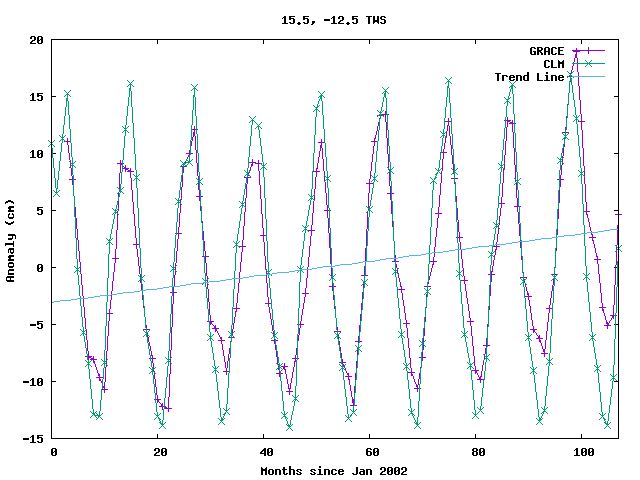 15.5, -12.5 TWS
GRACE
CLM
Trend Line
20
15
10
5
0
-5
-10
-15
Anomaly (cm)
0 20 40 60 80 100
Months since Jan 2002